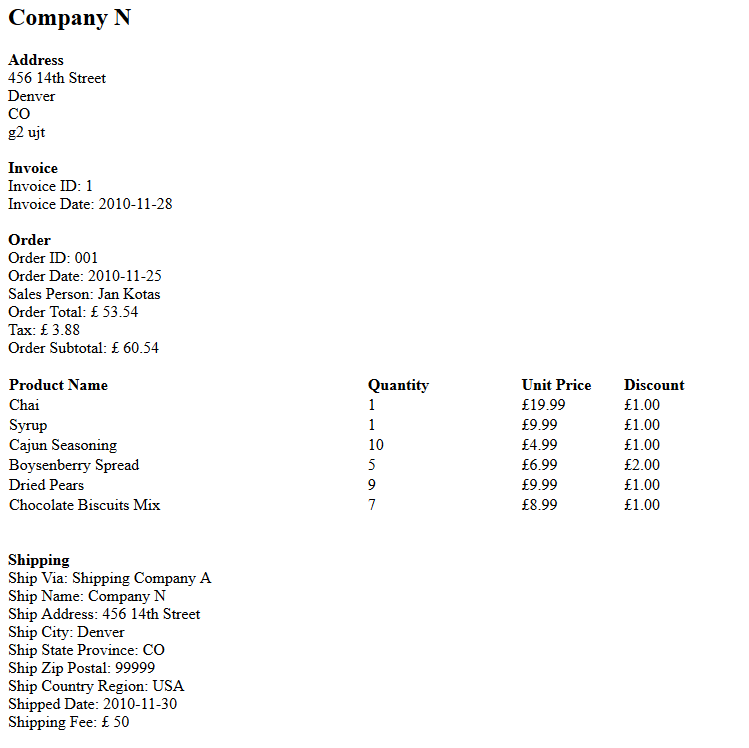 Company N
Address
456 14th Street
Denver
CO
g2 ujt
Invoice
Invoice ID: 1
Invoice Date: 2010-11-28
Order
Order ID: 001
Order Date: 2010-11-25
Sales Person: Jan Kotas
Order Total: £ 53.54
Tax: £ 3.88
Order Subtotal: £ 60.54
Product Name Quantity Unit Price Discount
Chai 1 £19.99 £1.00
Syrup 1 £9.99 £1.00
Cajun Seasoning 10 £4.99 £1.00
Boysenberry Spread 5 £6.99 £2.00
Dried Pears 9 £9.99 £1.00
Chocolate Biscuits Mix 7 £8.99 £1.00
Shipping
Ship Via: Shipping Company A
Ship Name: Company N
Ship Address: 456 14th Street
Ship City: Denver
Ship State Province: CO
Ship Zip Postal: 99999
Ship Country Region: USA
Shipped Date: 2010-11-30
Shipping Fee: £ 50